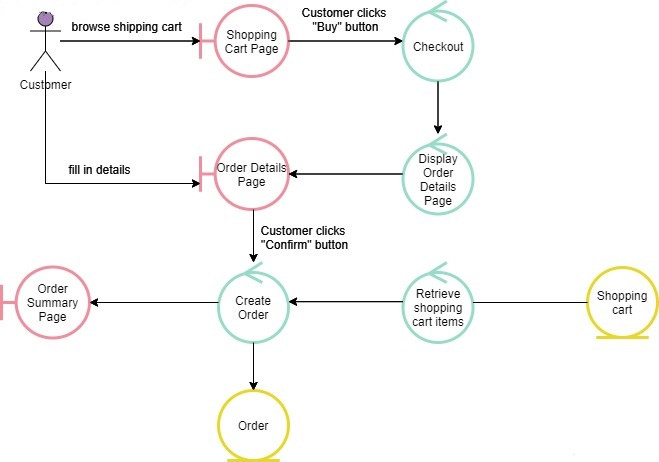 browse shipping cart
Shopping
Cart Page
Customer clicks
"Buy" button
Checkout
Customer
fill in details
Order Details
Page
Display
Order
Details
Page
Customer clicks
"Confirm" button
Order
Summary
Page
Create
Order
Retrieve
shopping
cart items
Shopping
cart
Order